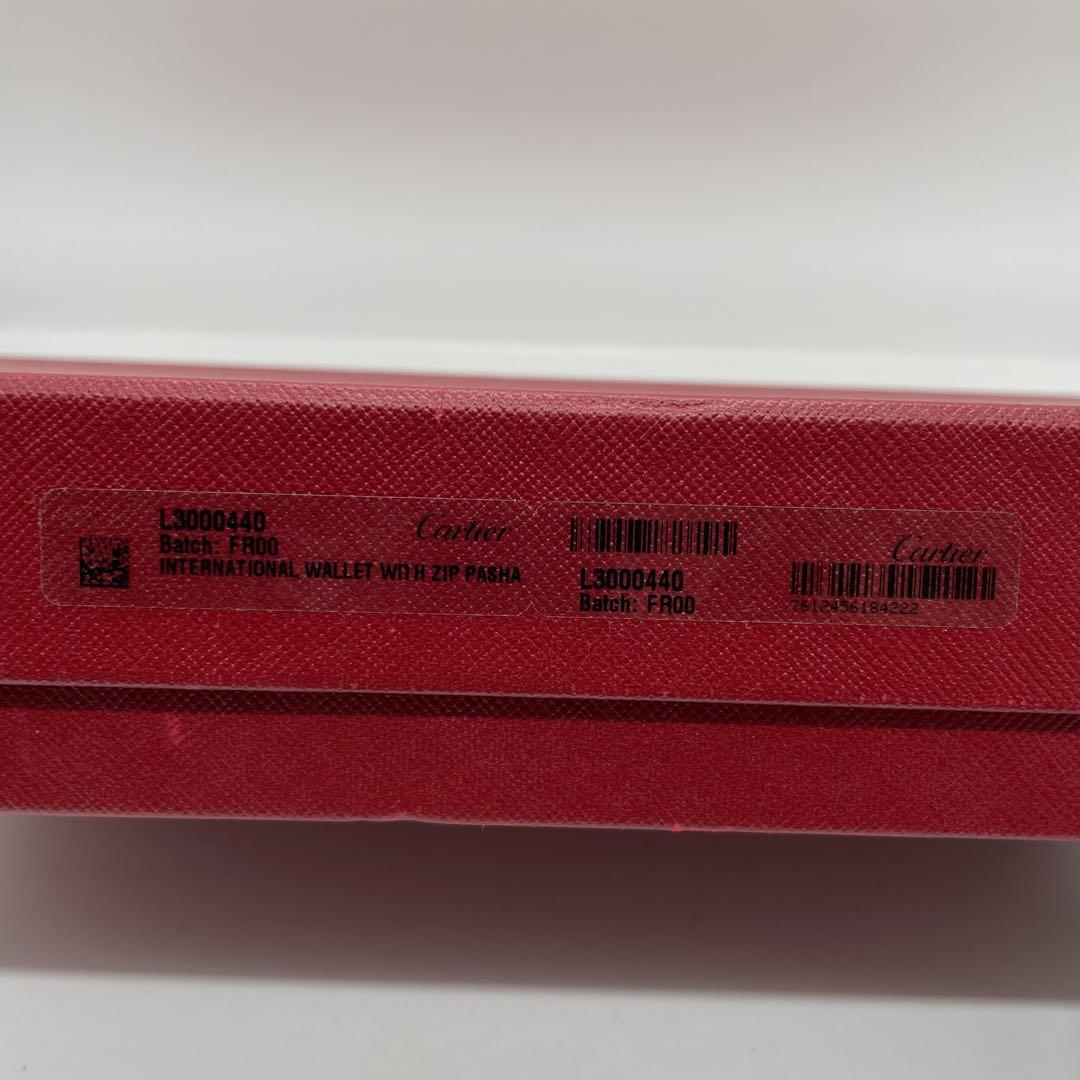 L3000440
Cartier
Batch: FR00
INTERNATIONAL WALLET WITH ZIP PASHA
L3000440
Batch: FR00
Cartier
7612456184222